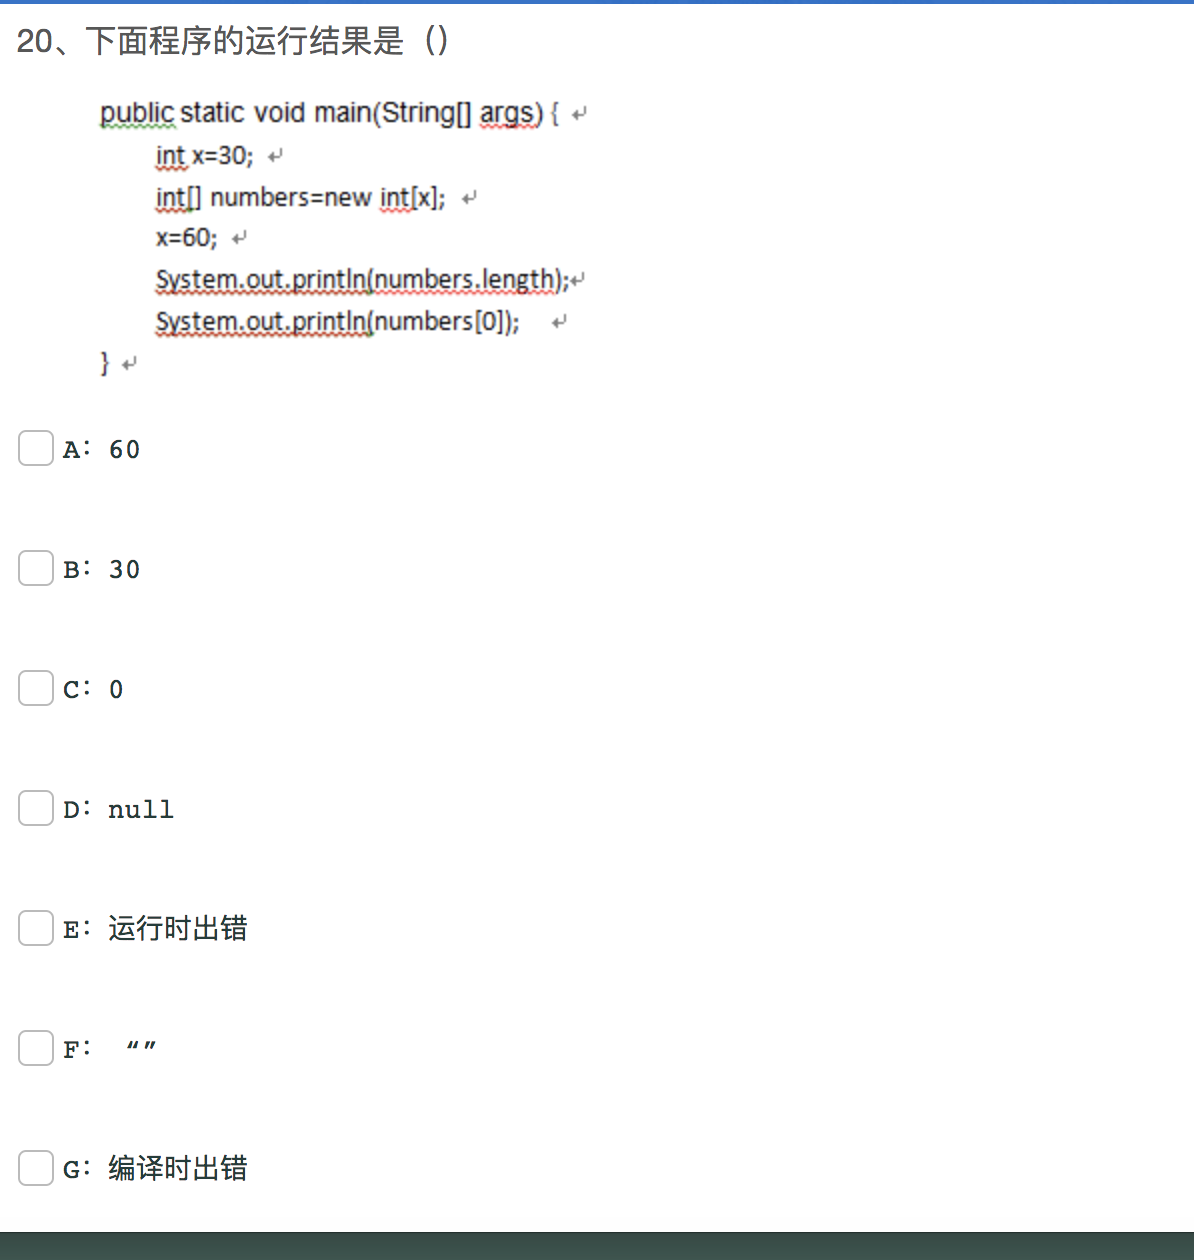 20、下面程序的运行结果是（）
public static void main(String[] args) { ↵
int x=30; ↵
int[] numbers=new int[x]; ↵
x=60; ↵
System.out.println(numbers.length);↵
System.out.println(numbers[0]); ↵
} ↵
A: 60
B: 30
C: 0
D: null
E: 运行时出错
F: “”
G: 编译时出错